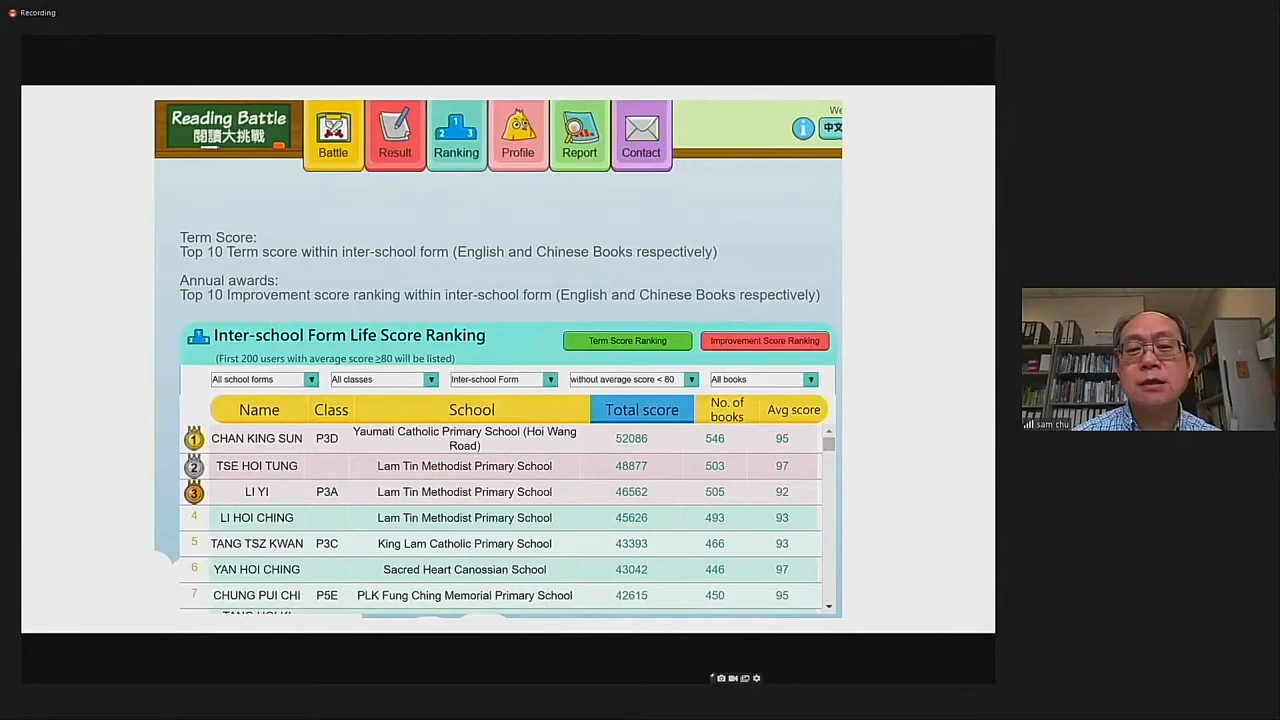 Recording
Reading Battle
閱讀大挑戰
Battle
Result
Ranking
Profile
Report
Contact
We
i
中文
Term Score:
Top 10 Term score within inter-school form (English and Chinese Books respectively)
Annual awards:
Top 10 Improvement score ranking within inter-school form (English and Chinese Books respectively)
Inter-school Form Life Score Ranking
Term Score Ranking
Improvement Score Ranking
(First 200 users with average score ≥80 will be listed)
All school forms
All classes
Inter-school Form
without average score < 80
All books
Name Class School Total score No. of books Avg score
1 CHAN KING SUN P3D Yaumati Catholic Primary School (Hoi Wang Road) 52086 546 95
2 TSE HOI TUNG Lam Tin Methodist Primary School 48877 503 97
3 LI YI P3A Lam Tin Methodist Primary School 46562 505 92
4 LI HOI CHING Lam Tin Methodist Primary School 45626 493 93
5 TANG TSZ KWAN P3C King Lam Catholic Primary School 43393 466 93
6 YAN HOI CHING Sacred Heart Canossian School 43042 446 97
7 CHUNG PUI CHI P5E PLK Fung Ching Memorial Primary School 42615 450 95
sam chu